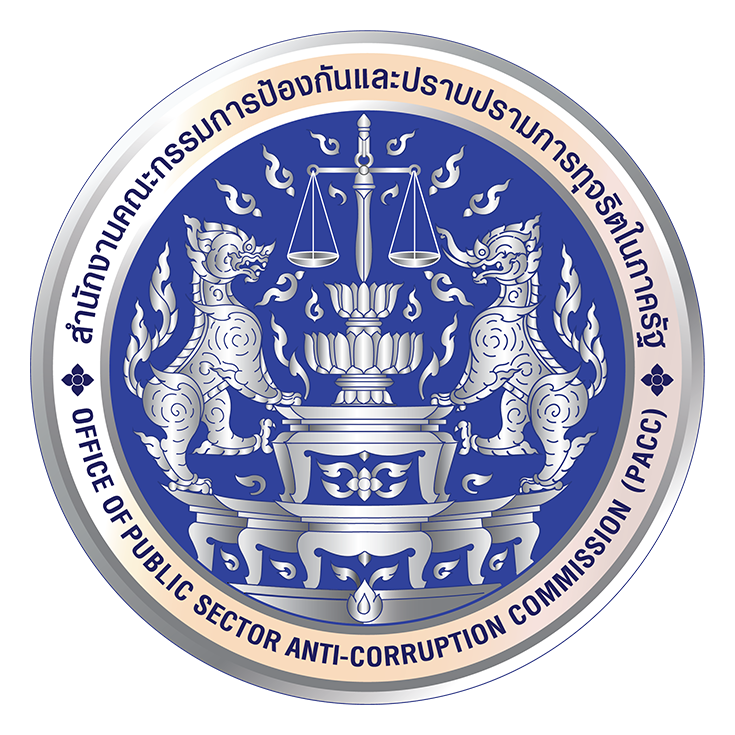 สำนักงานคณะกรรมการป้องกันและปราบปรามการทุจริตในภาครัฐ
OFFICE OF PUBLIC SECTOR ANTI-CORRUPTION COMMISSION (PACC)